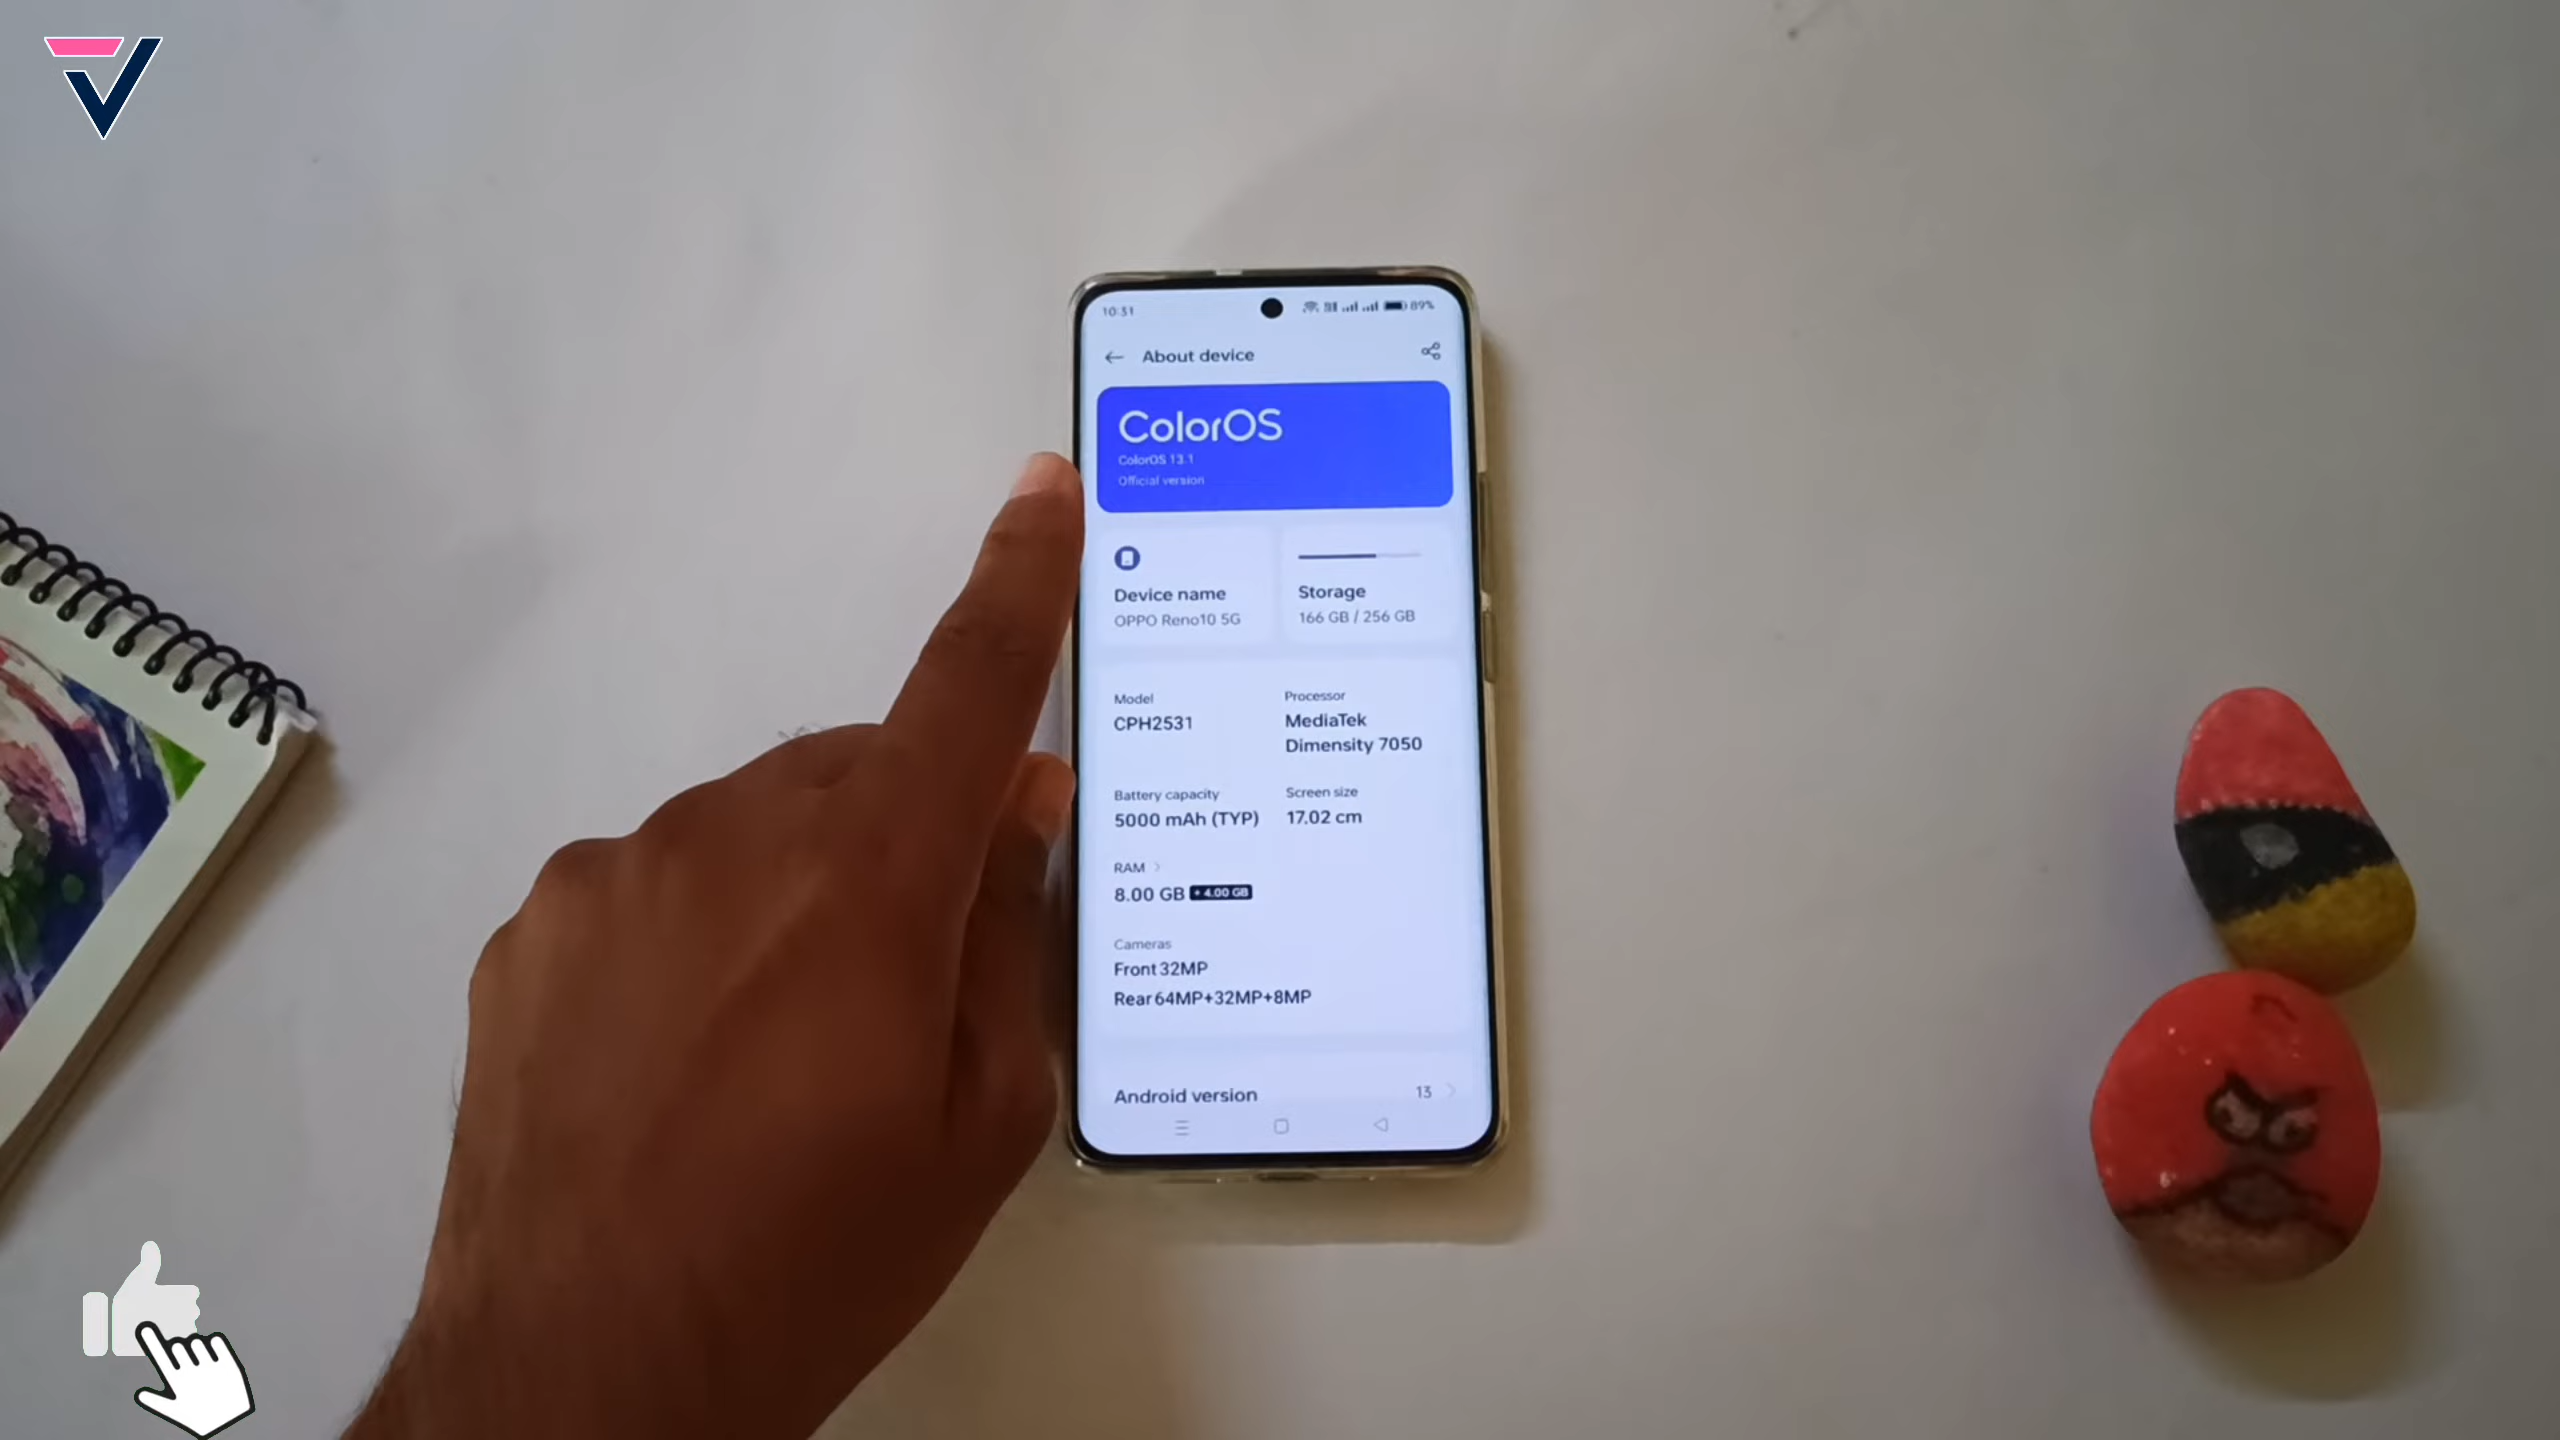 10:31
89%
About device
ColorOS
ColorOS 13.1
Official version
Device name
OPPO Reno10 5G
Storage
166 GB / 256 GB
Model
CPH2531
Processor
MediaTek
Dimensity 7050
Battery capacity
5000 mAh (TYP)
Screen size
17.02 cm
RAM
8.00 GB + 4.00 GB
Cameras
Front 32MP
Rear 64MP+32MP+8MP
Android version
13